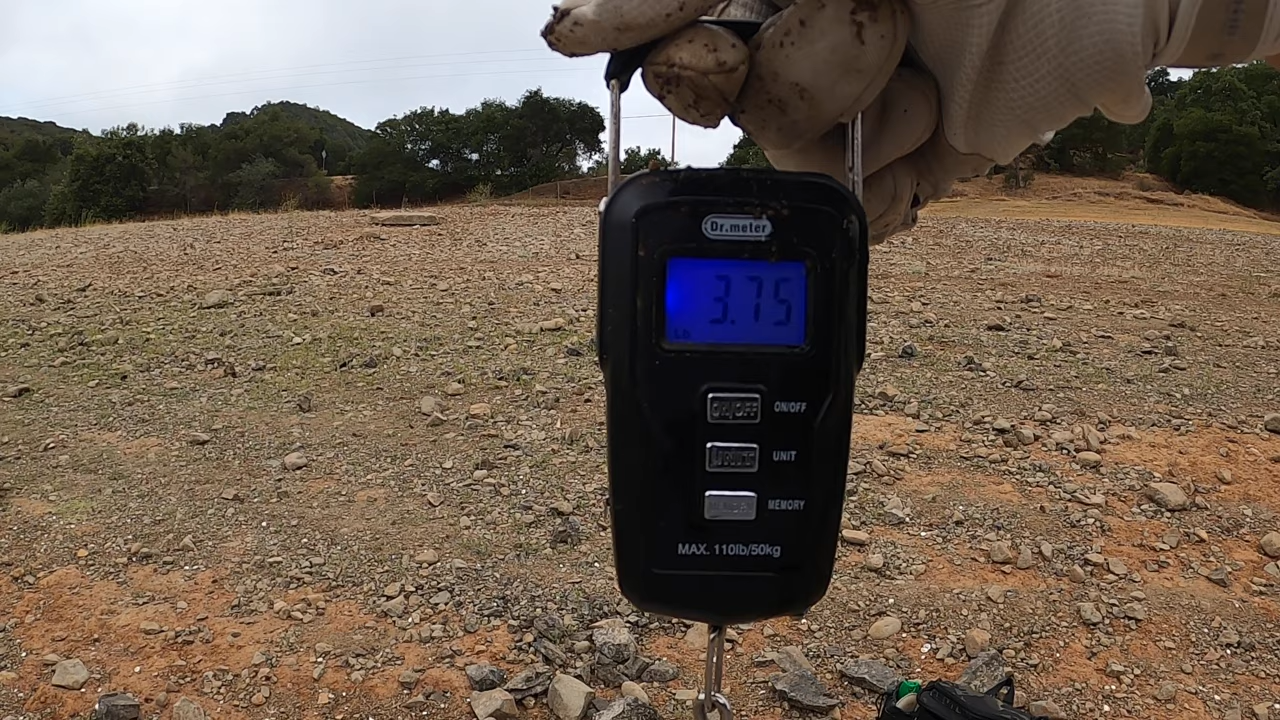 Dr.meter
3.75
Lb
ON/OFF ON/OFF
UNIT UNIT
MEMORY
MAX. 110lb/50kg